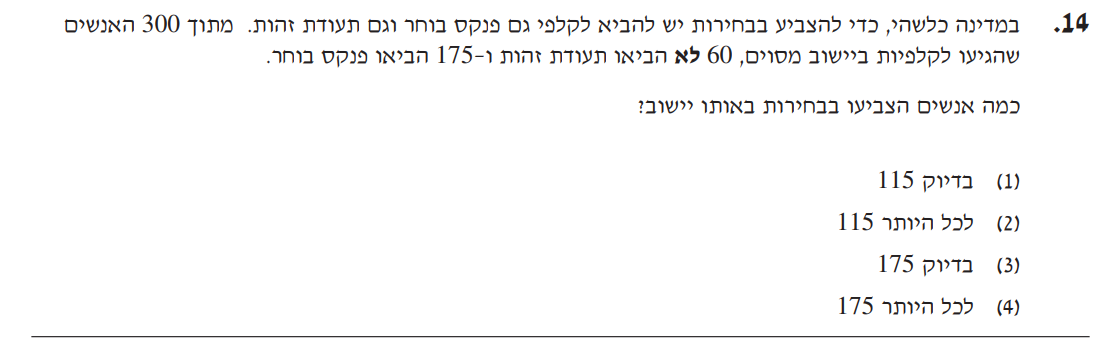 14. במדינה כלשהי, כדי להצביע בבחירות יש להביא לקלפי גם פנקס בוחר וגם תעודת זהות. מתוך 300 האנשים
שהגיעו לקלפיות ביישוב מסוים, 60 לא הביאו תעודת זהות ו-175 הביאו פנקס בוחר.
כמה אנשים הצביעו בבחירות באותו יישוב?
(1) בדיוק 115
(2) לכל היותר 115
(3) בדיוק 175
(4) לכל היותר 175